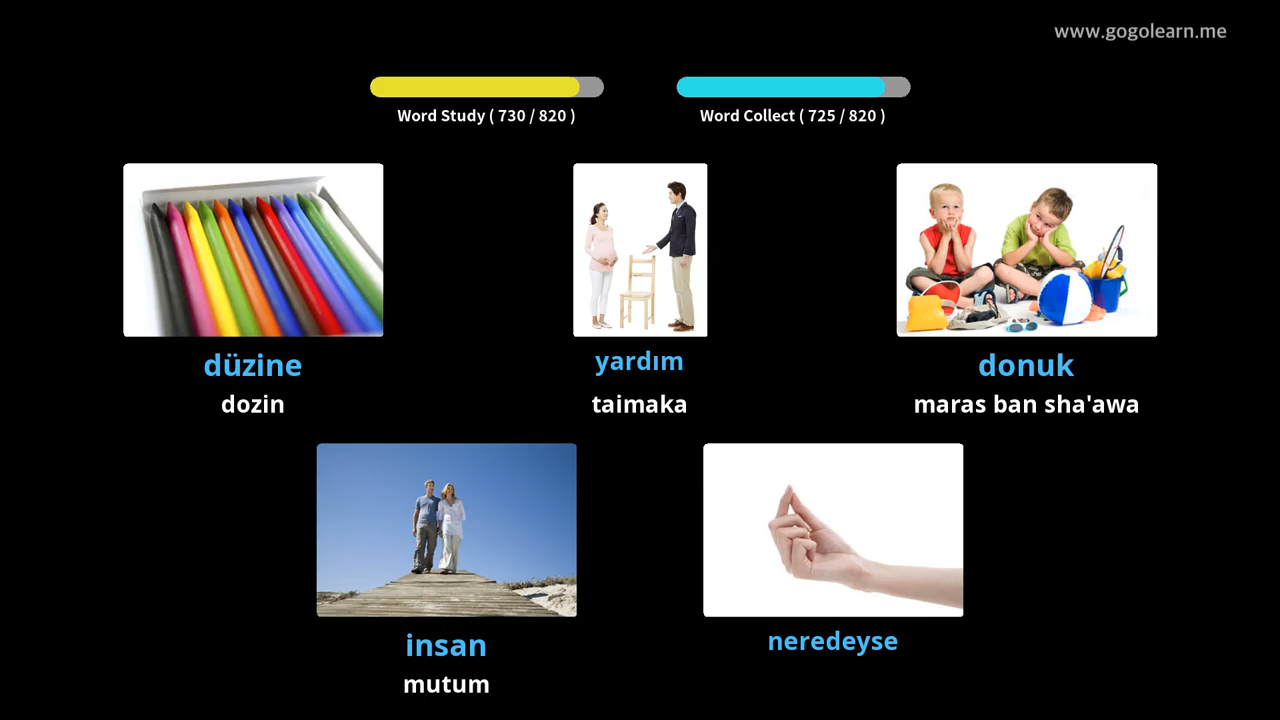 www.gogolearn.me
Word Study ( 730 / 820 )
Word Collect ( 725 / 820 )
düzine
dozin
yardım
taimaka
donuk
maras ban sha'awa
insan
mutum
neredeyse